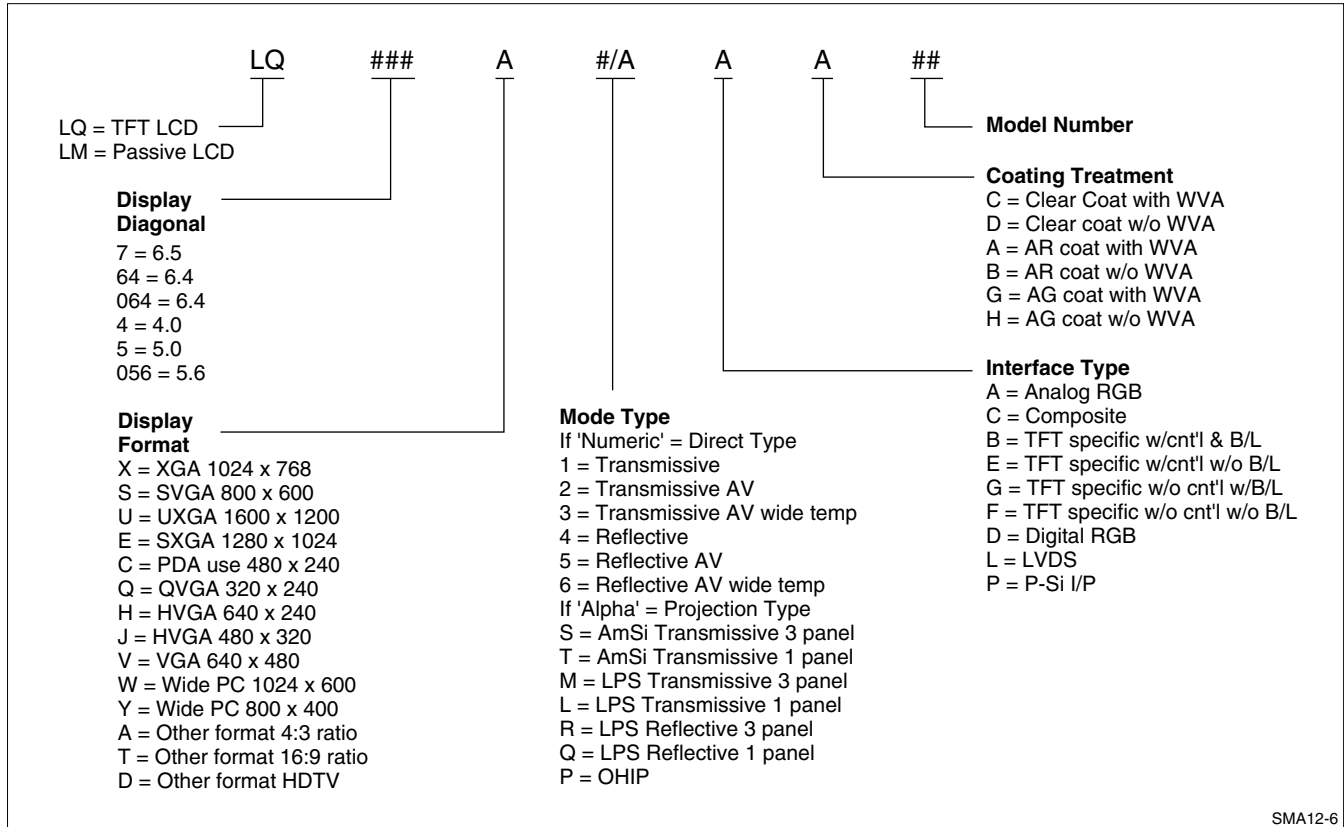 LQ ### A #/A A A ##
LQ = TFT LCD
LM = Passive LCD
Display
Diagonal
7 = 6.5
64 = 6.4
064 = 6.4
4 = 4.0
5 = 5.0
056 = 5.6
Display
Format
X = XGA 1024 x 768
S = SVGA 800 x 600
U = UXGA 1600 x 1200
E = SXGA 1280 x 1024
C = PDA use 480 x 240
Q = QVGA 320 x 240
H = HVGA 640 x 240
J = HVGA 480 x 320
V = VGA 640 x 480
W = Wide PC 1024 x 600
Y = Wide PC 800 x 400
A = Other format 4:3 ratio
T = Other format 16:9 ratio
D = Other format HDTV
Mode Type
If 'Numeric' = Direct Type
1 = Transmissive
2 = Transmissive AV
3 = Transmissive AV wide temp
4 = Reflective
5 = Reflective AV
6 = Reflective AV wide temp
If 'Alpha' = Projection Type
S = AmSi Transmissive 3 panel
T = AmSi Transmissive 1 panel
M = LPS Transmissive 3 panel
L = LPS Transmissive 1 panel
R = LPS Reflective 3 panel
Q = LPS Reflective 1 panel
P = OHIP
Model Number
Coating Treatment
C = Clear Coat with WVA
D = Clear coat w/o WVA
A = AR coat with WVA
B = AR coat w/o WVA
G = AG coat with WVA
H = AG coat w/o WVA
Interface Type
A = Analog RGB
C = Composite
B = TFT specific w/cnt'l & B/L
E = TFT specific w/cnt'l w/o B/L
G = TFT specific w/o cnt'l w/B/L
F = TFT specific w/o cnt'l w/o B/L
D = Digital RGB
L = LVDS
P = P-Si I/P
SMA12-6